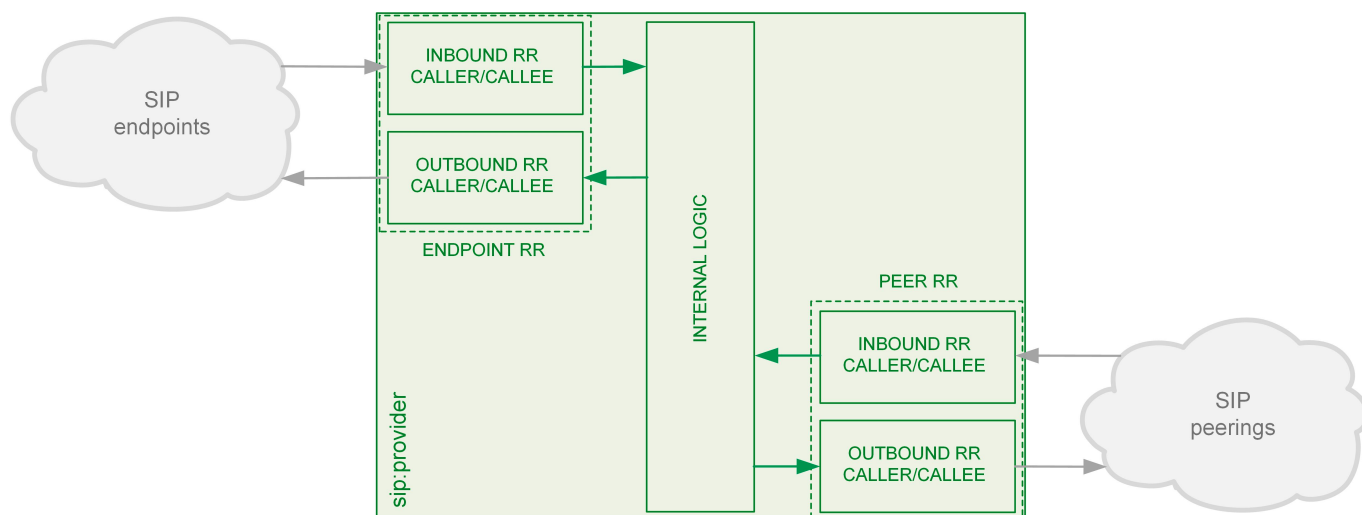 SIP
endpoints
INBOUND RR
CALLER/CALLEE
OUTBOUND RR
CALLER/CALLEE
ENDPOINT RR
INTERNAL LOGIC
sip:provider
PEER RR
INBOUND RR
CALLER/CALLEE
OUTBOUND RR
CALLER/CALLEE
SIP
peerings